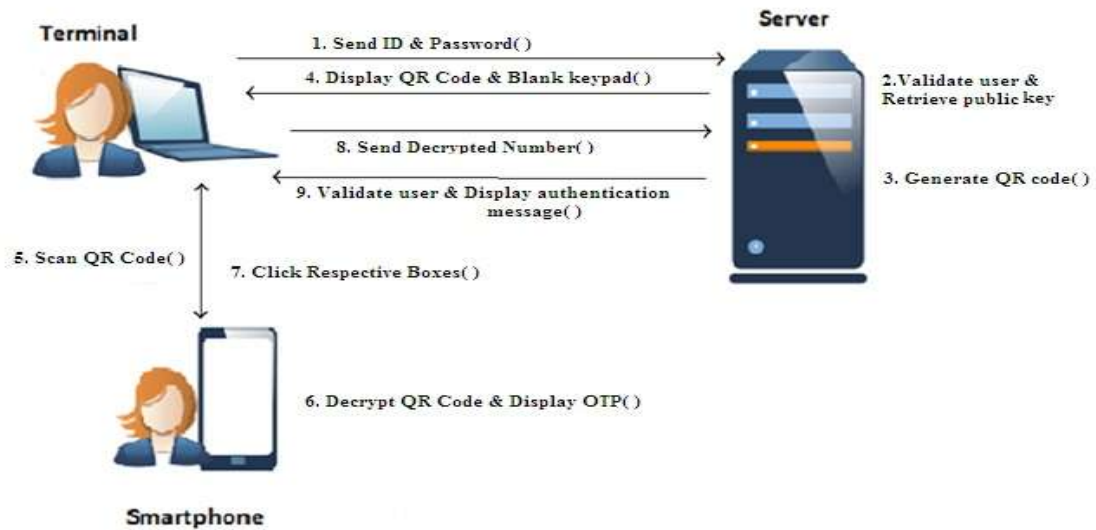 Terminal
Server
1. Send ID & Password( )
4. Display QR Code & Blank keypad( )
2.Validate user &
Retrieve public key
8. Send Decrypted Number( )
9. Validate user & Display authentication
message( )
3. Generate QR code( )
5. Scan QR Code( )
7. Click Respective Boxes( )
6. Decrypt QR Code & Display OTP( )
Smartphone